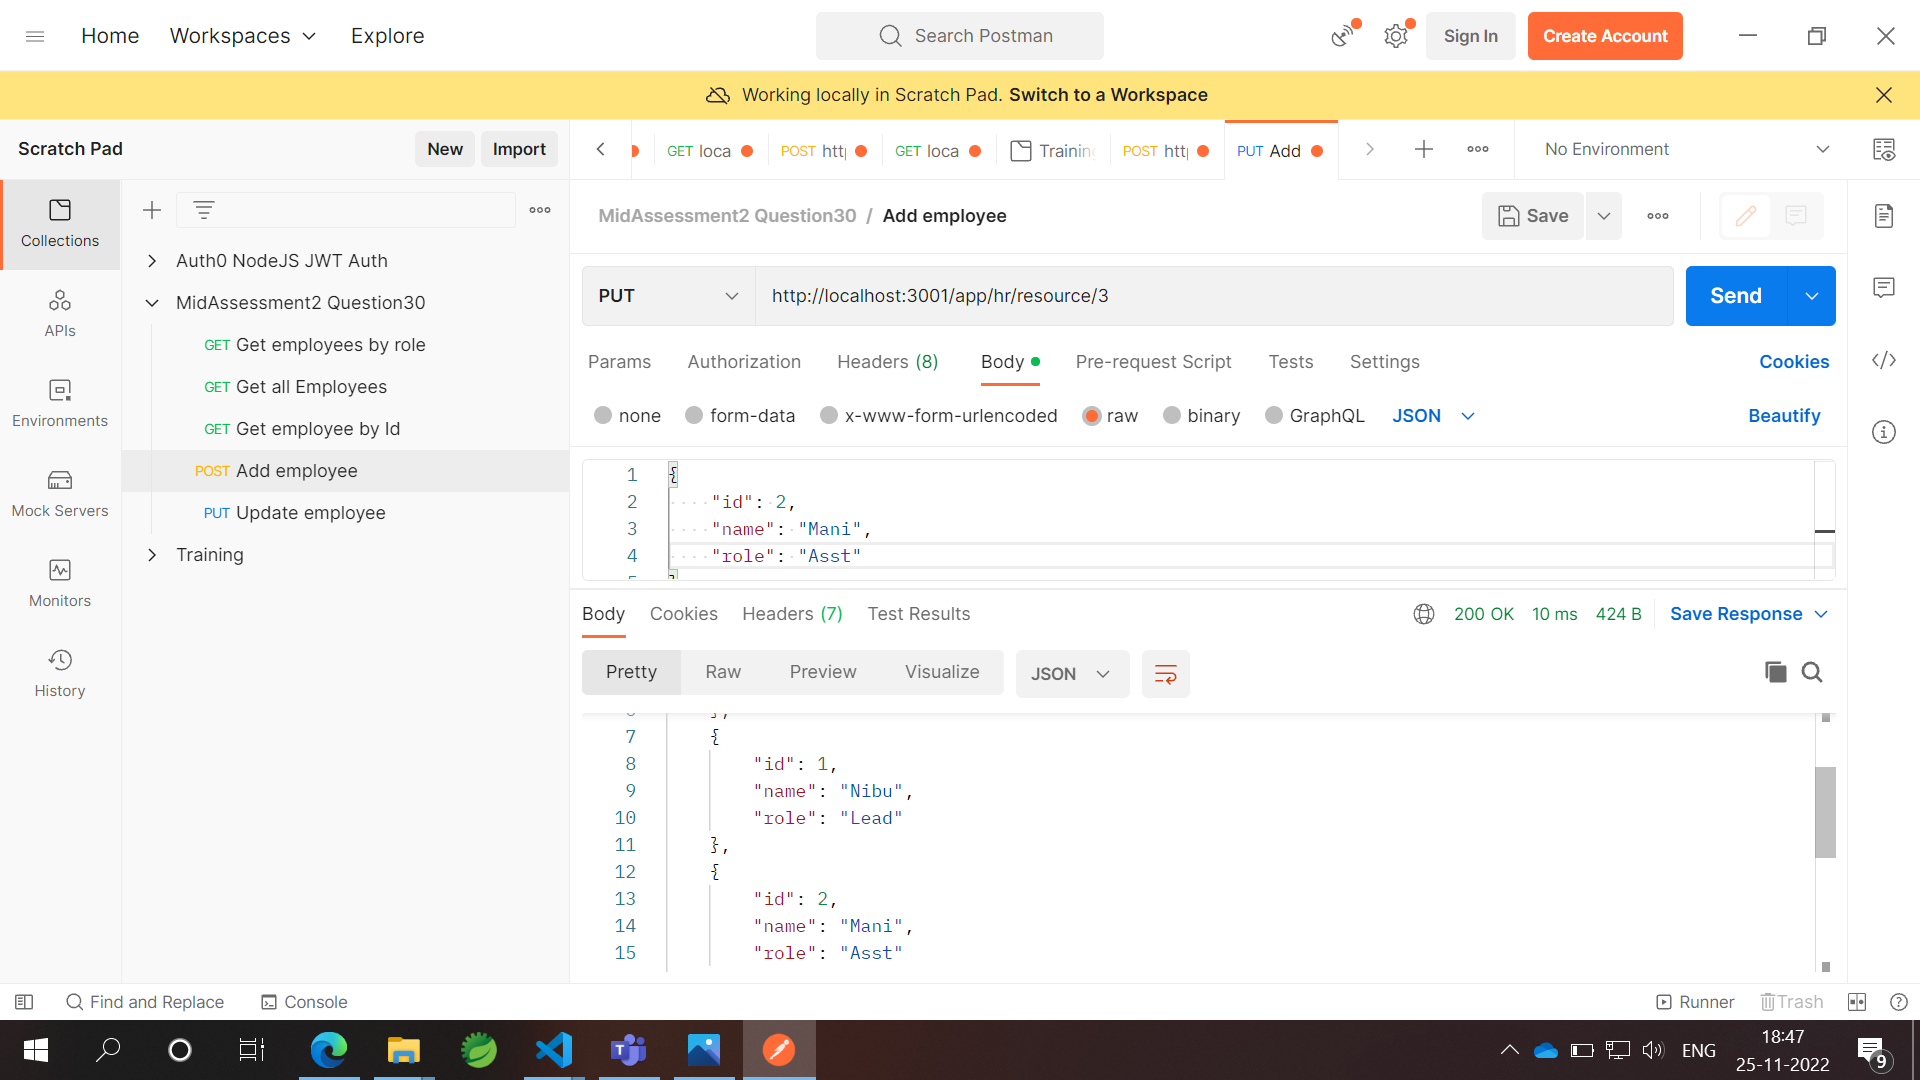 Home Workspaces Explore Search Postman Sign In Create Account
Working locally in Scratch Pad. Switch to a Workspace
Scratch Pad New Import GET loca POST htt GET loca Training POST htt PUT Add No Environment
MidAssessment2 Question30 / Add employee Save
Collections
APIs
Environments
Mock Servers
Monitors
History
Auth0 NodeJS JWT Auth
MidAssessment2 Question30
GET Get employees by role
GET Get all Employees
GET Get employee by Id
POST Add employee
PUT Update employee
Training
PUT http://localhost:3001/app/hr/resource/3 Send
Params Authorization Headers (8) Body Pre-request Script Tests Settings Cookies
none form-data x-www-form-urlencoded raw binary GraphQL JSON Beautify
1 {
2 "id": 2,
3 "name": "Mani",
4 "role": "Asst"
5 }
Body Cookies Headers (7) Test Results 200 OK 10 ms 424 B Save Response
Pretty Raw Preview Visualize JSON
6 },
7 {
8 "id": 1,
9 "name": "Nibu",
10 "role": "Lead"
11 },
12 {
13 "id": 2,
14 "name": "Mani",
15 "role": "Asst"
Find and Replace Console Runner Trash
ENG 18:47
25-11-2022 9